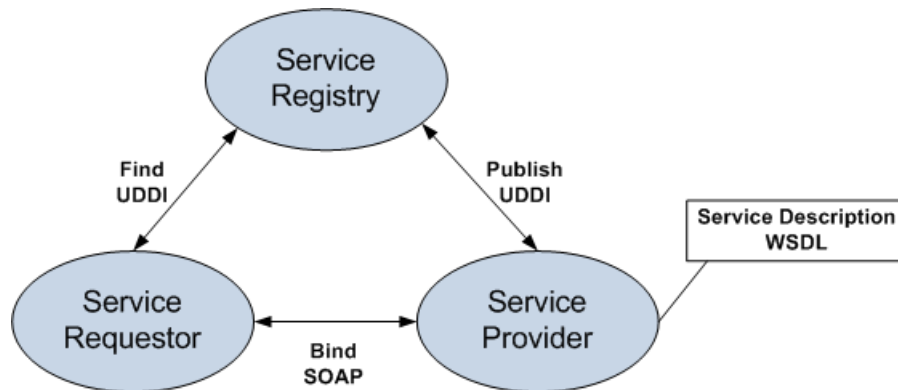 Service
Registry
Find
UDDI
Publish
UDDI
Service Description
WSDL
Service
Requestor
Service
Provider
Bind
SOAP